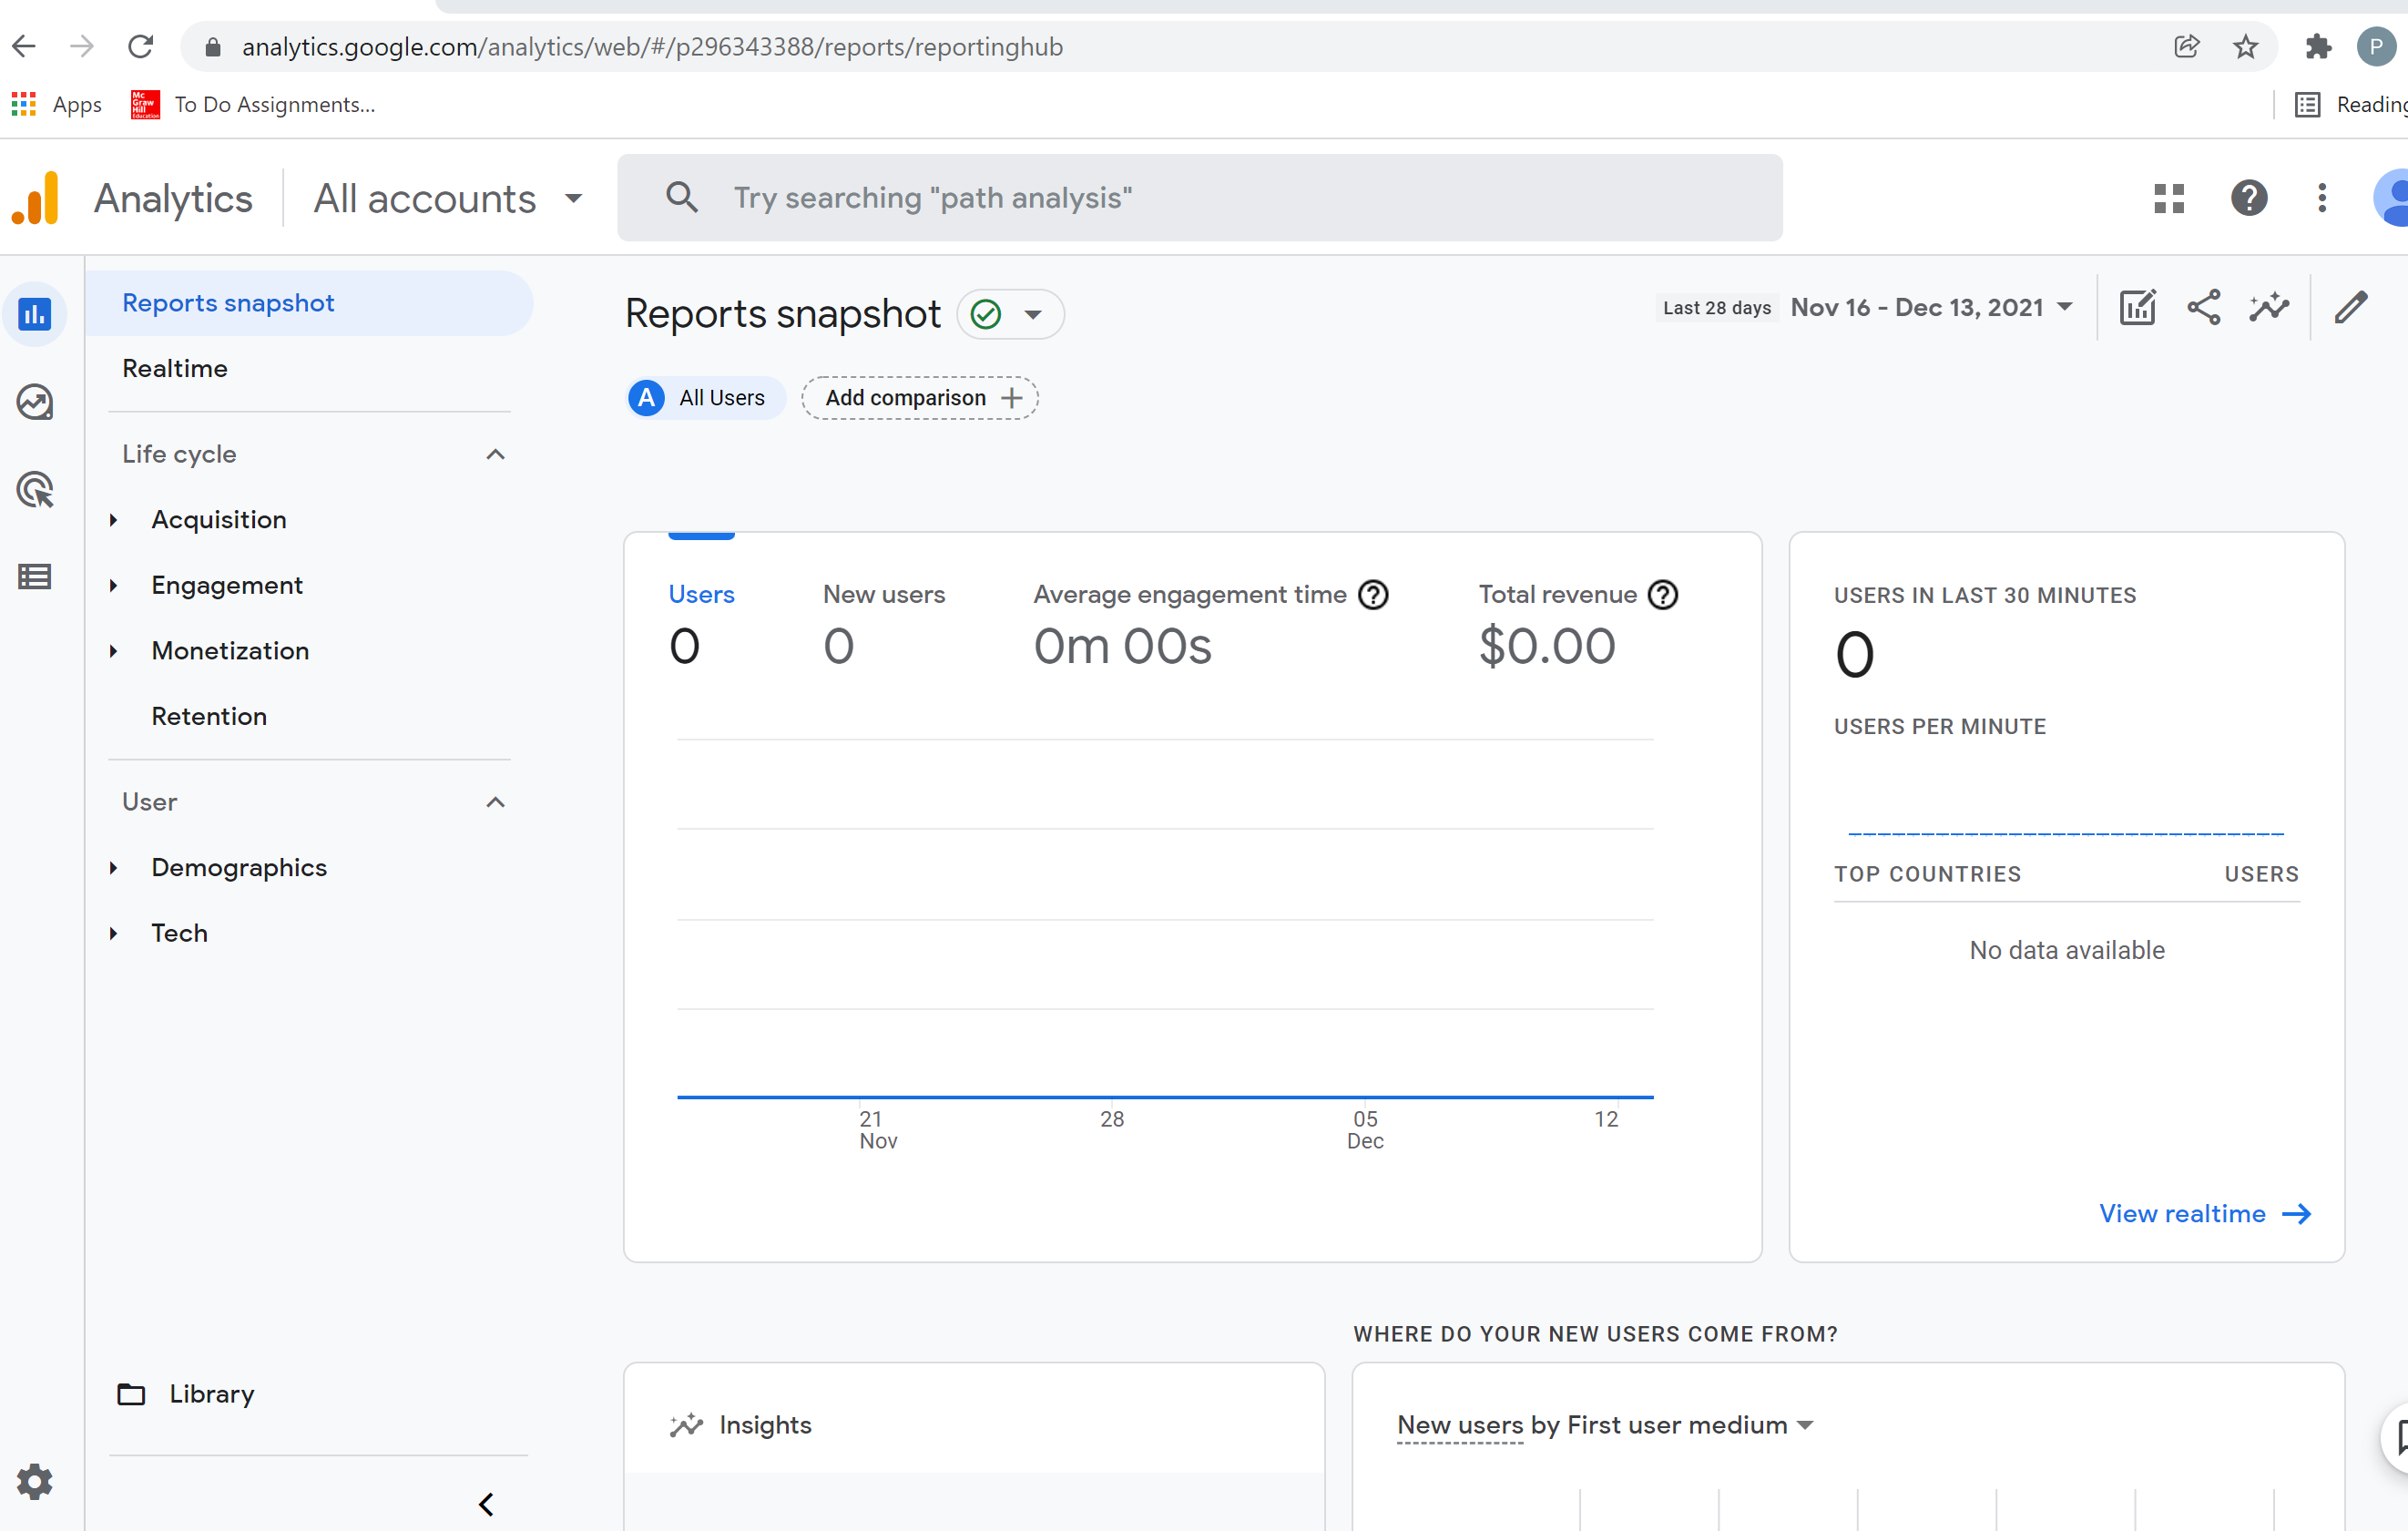 analytics.google.com/analytics/web/#/p296343388/reports/reportinghub
P
Apps
Mc Graw Hill Education
To Do Assignments...
Reading
Analytics
All accounts
Try searching "path analysis"
Reports snapshot
Realtime
Life cycle
Acquisition
Engagement
Monetization
Retention
User
Demographics
Tech
Library
Reports snapshot
Last 28 days Nov 16 - Dec 13, 2021
A All Users
Add comparison +
Users
0
New users
0
Average engagement time ?
0m 00s
Total revenue ?
$0.00
21 Nov
28
05 Dec
12
USERS IN LAST 30 MINUTES
0
USERS PER MINUTE
TOP COUNTRIES USERS
No data available
View realtime
WHERE DO YOUR NEW USERS COME FROM?
Insights
New users by First user medium